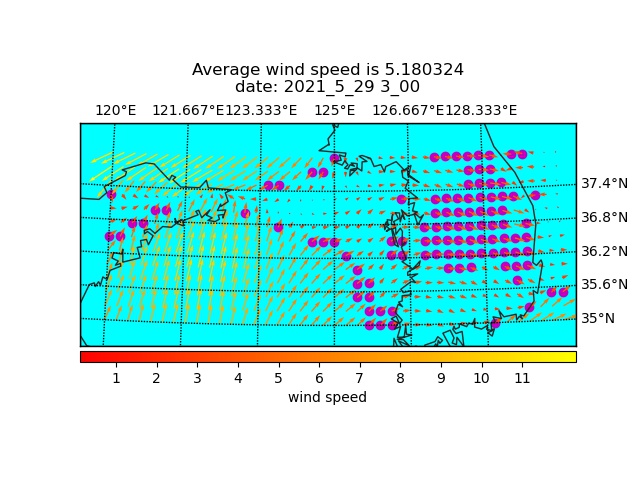 Average wind speed is 5.180324
date: 2021_5_29 3_00
120°E 121.667°E 123.333°E 125°E 126.667°E 128.333°E
37.4°N
36.8°N
36.2°N
35.6°N
35°N
1 2 3 4 5 6 7 8 9 10 11
wind speed